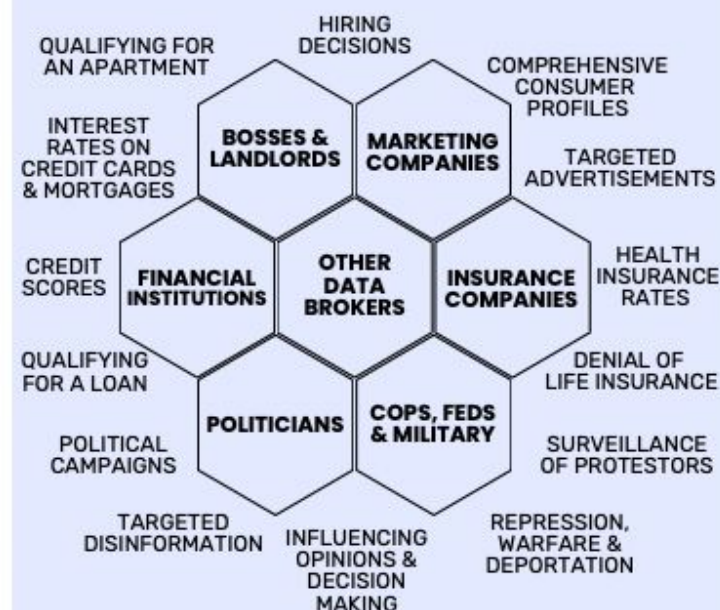 HIRING
DECISIONS
QUALIFYING FOR
AN APARTMENT
COMPREHENSIVE
CONSUMER
PROFILES
INTEREST
RATES ON
CREDIT CARDS
& MORTGAGES
BOSSES &
LANDLORDS
MARKETING
COMPANIES
TARGETED
ADVERTISEMENTS
CREDIT
SCORES
FINANCIAL
INSTITUTIONS
OTHER
DATA
BROKERS
INSURANCE
COMPANIES
HEALTH
INSURANCE
RATES
QUALIFYING
FOR A LOAN
DENIAL OF
LIFE INSURANCE
POLITICIANS
COPS, FEDS
& MILITARY
POLITICAL
CAMPAIGNS
SURVEILLANCE
OF PROTESTORS
TARGETED
DISINFORMATION
INFLUENCING
OPINIONS &
DECISION
MAKING
REPRESSION,
WARFARE &
DEPORTATION